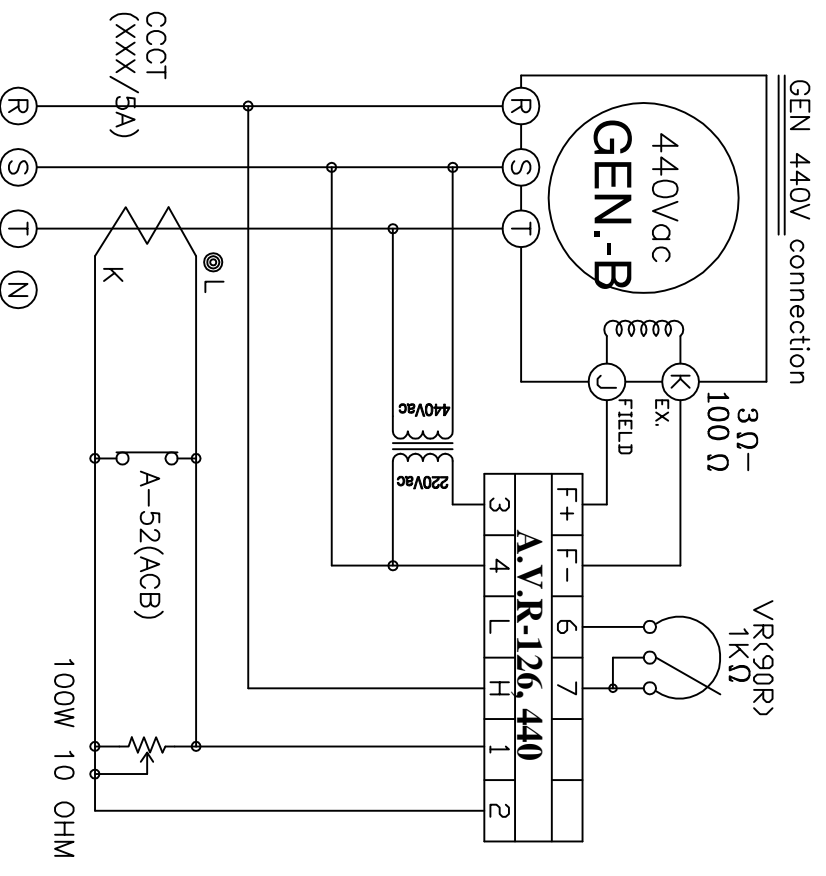 GEN 440V connection
440Vac
GEN.-B
R
S
T
K
J
EX.
FIELD
3Ω-
100Ω
VR(90R)
1KΩ
F+
F-
6
7
A.V.R-126, 440
3
4
L
H
1
2
440Vac
220Vac
CCCT
(XXX/5A)
R
S
T
N
L
K
A-52(ACB)
100W 10 OHM